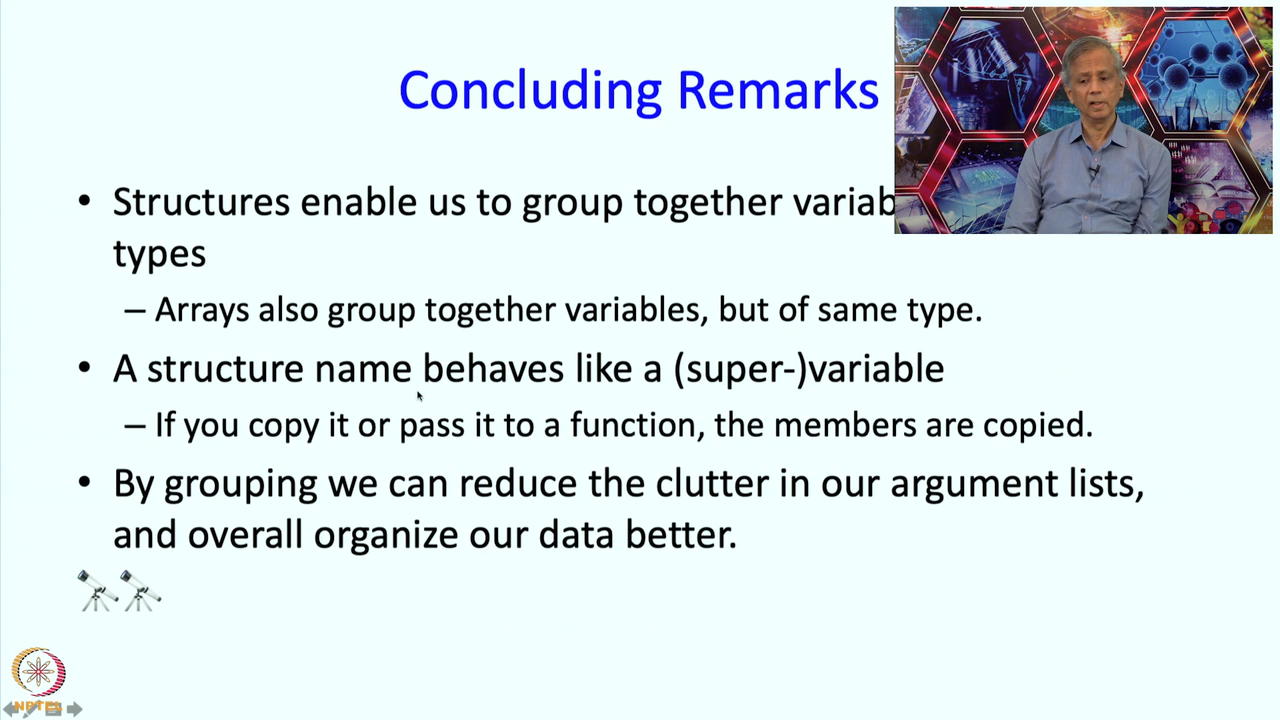 Concluding Remarks
• Structures enable us to group together
types
– Arrays also group together variables, but of same type.
• A structure name behaves like a (super-)variable
– If you copy it or pass it to a function, the members are copied.
• By grouping we can reduce the clutter in our argument lists,
and overall organize our data better.
NPTEL